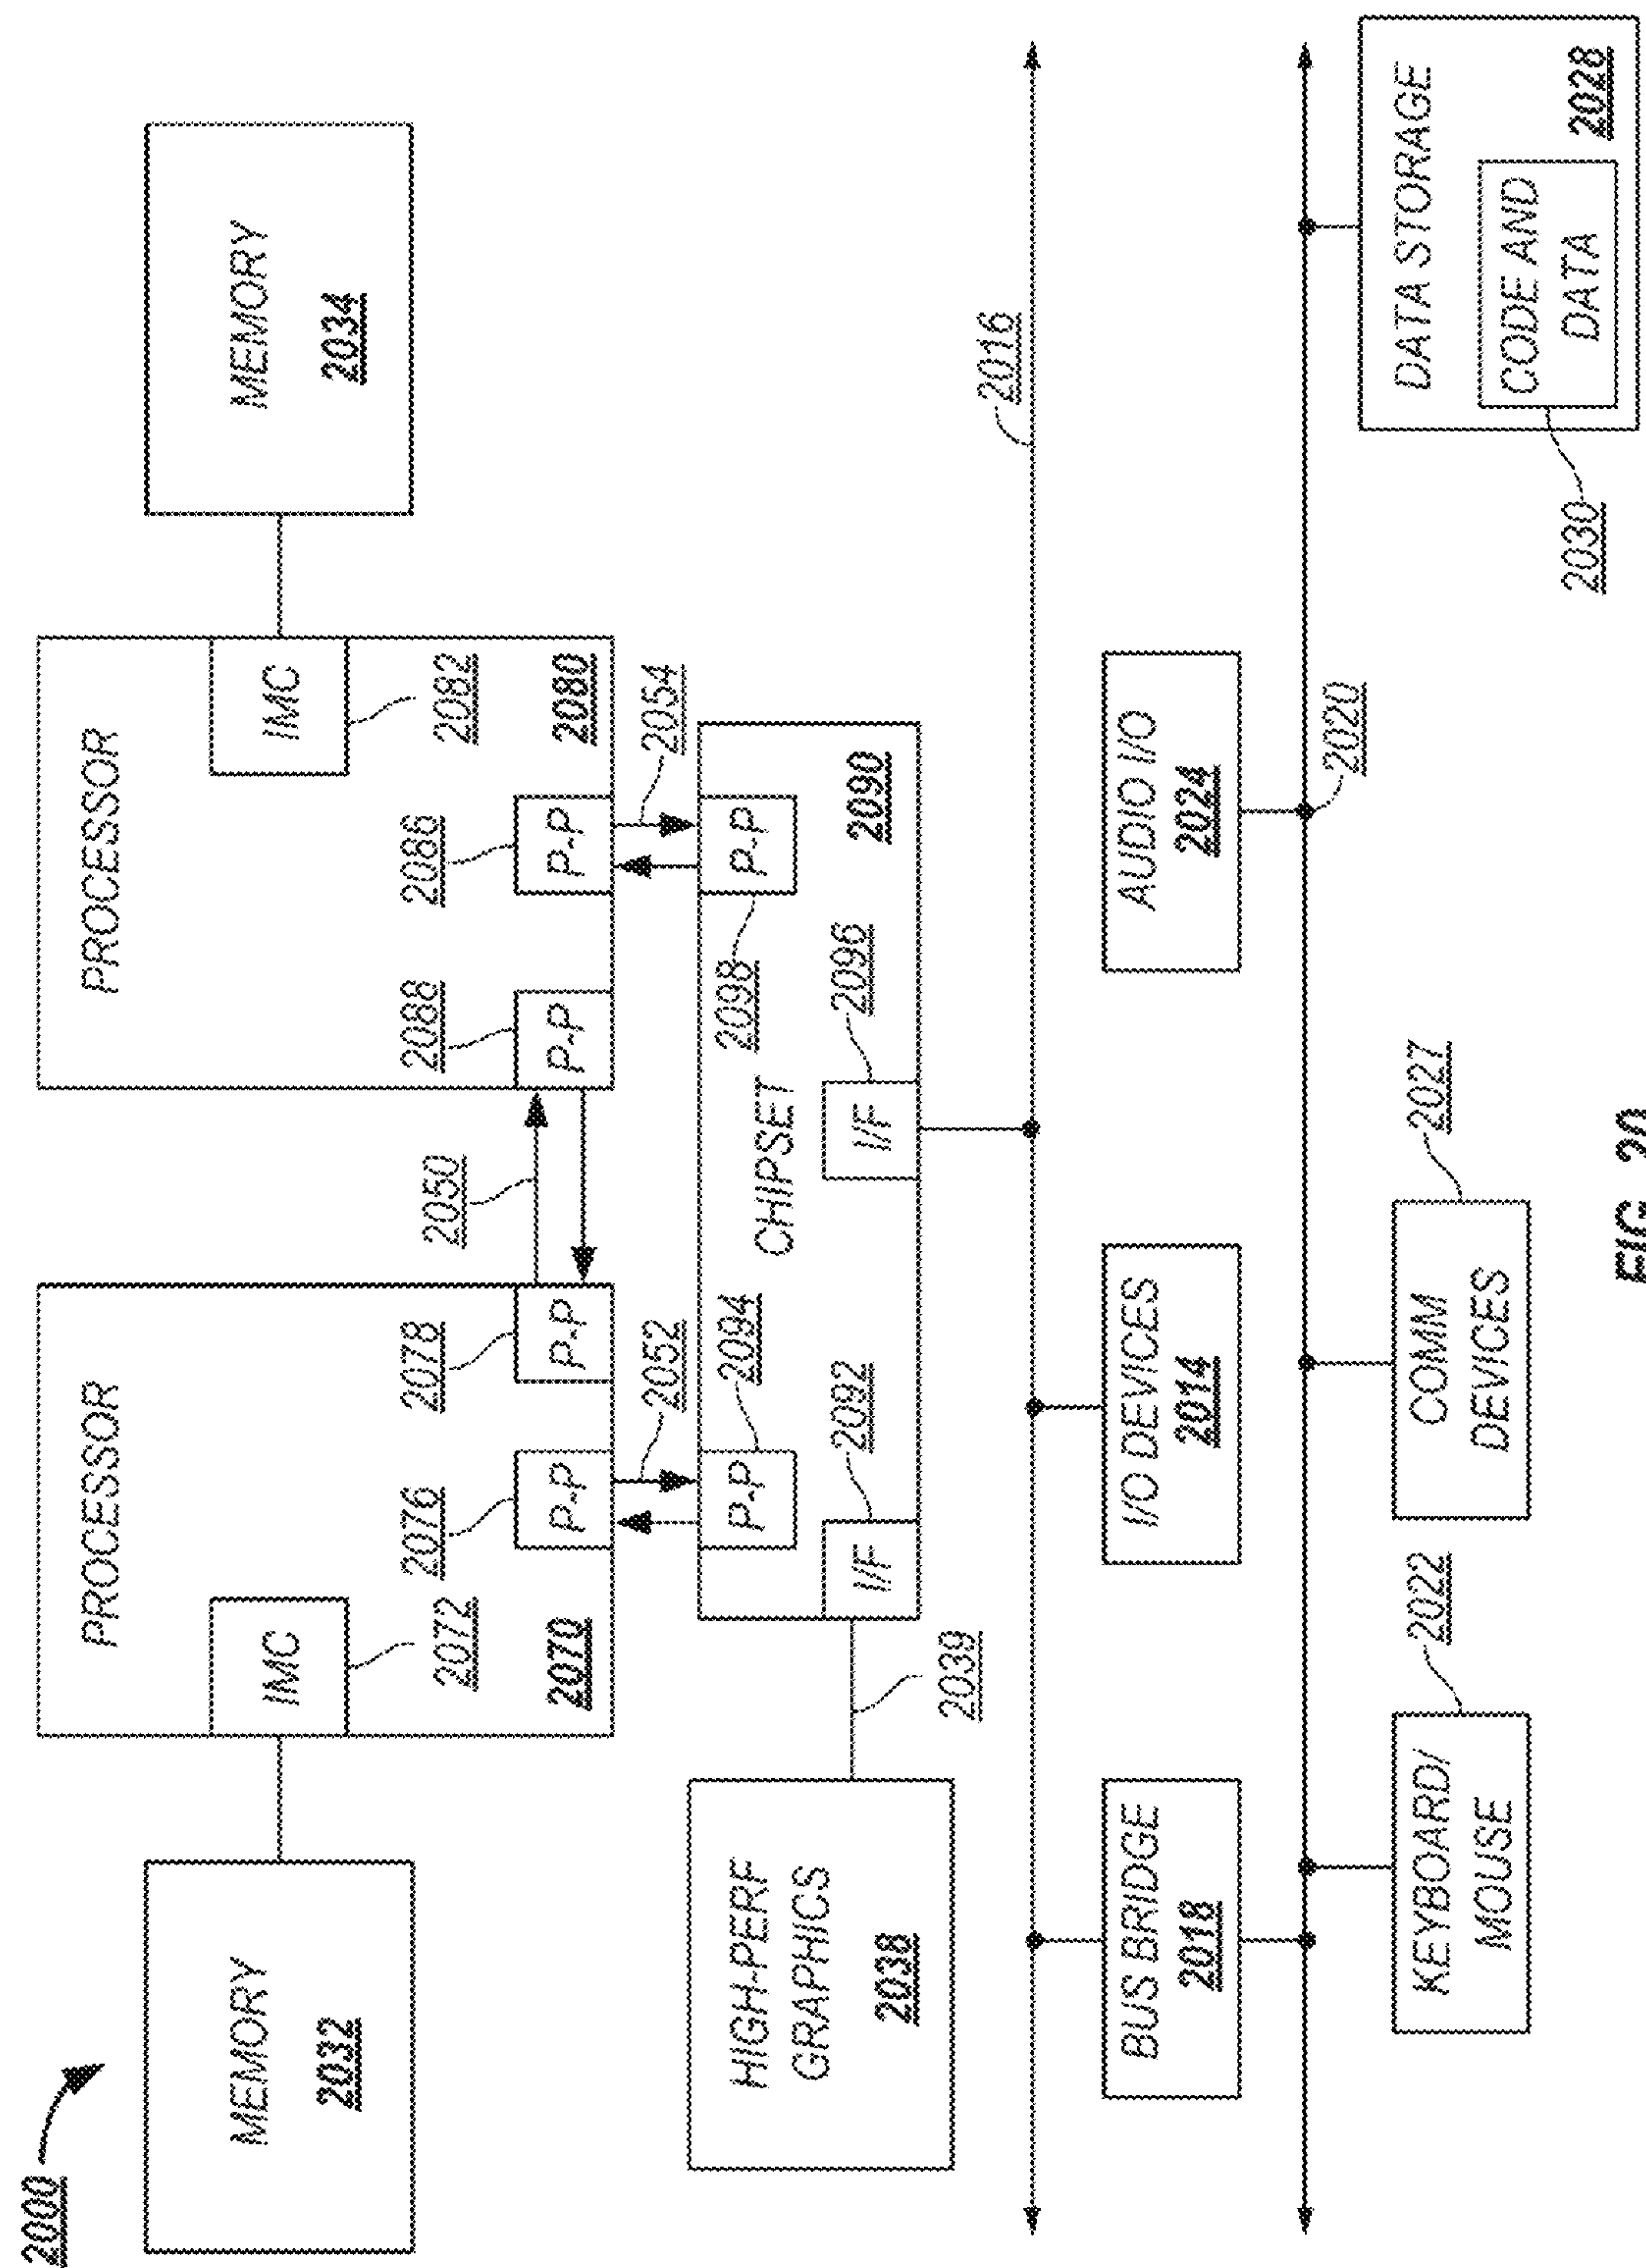 2000
PROCESSOR
PROCESSOR
MEMORY
2032
IMC
2072
2070
2076
P-P
2078
P-P
2050
2088
P-P
2086
P-P
IMC
2082
2080
MEMORY
2034
2052
2054
HIGH-PERF
GRAPHICS
2038
2039
P-P
2094
CHIPSET
2098
P-P
2090
I/F
2092
I/F
2096
2016
BUS BRIDGE
2018
I/O DEVICES
2014
AUDIO I/O
2024
2020
KEYBOARD/
MOUSE
2022
COMM
DEVICES
2027
DATA STORAGE
CODE AND
DATA
2028
2030
FIG. 20